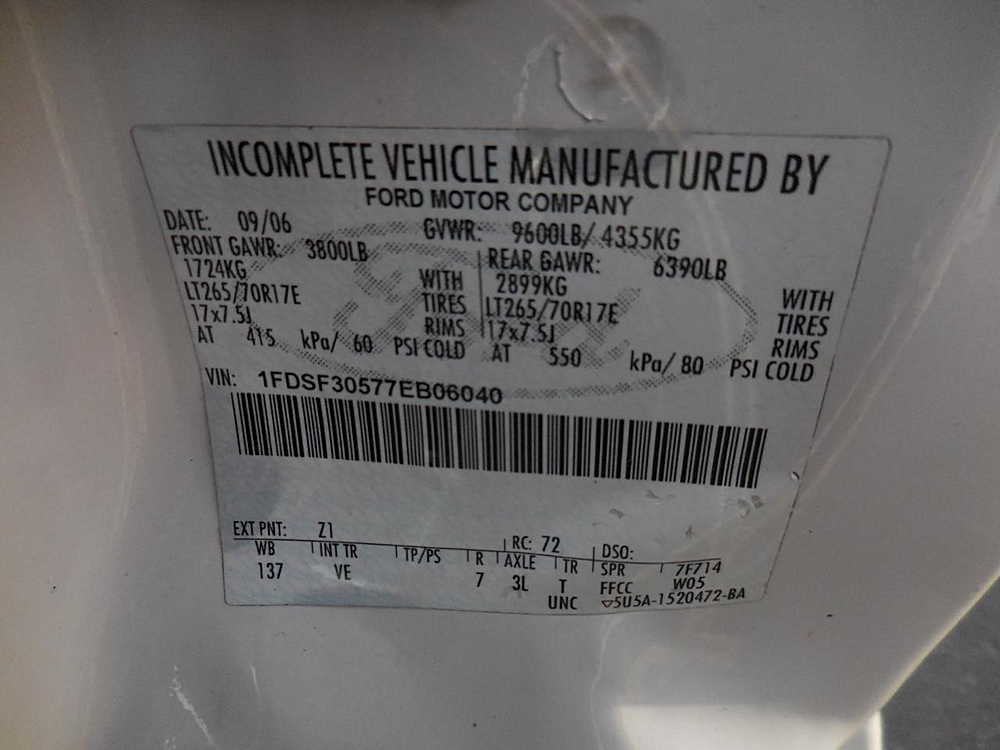 INCOMPLETE VEHICLE MANUFACTURED BY
FORD MOTOR COMPANY
DATE: 09/06 GVWR: 9600LB/ 4355KG
FRONT GAWR: 3800LB REAR GAWR: 6390LB
1724KG WITH 2899KG WITH
LT265/70R17E TIRES LT265/70R17E TIRES
17x7.5J RIMS 17x7.5J RIMS
AT 415 kPa/ 60 PSI COLD AT 550 kPa/ 80 PSI COLD
VIN: 1FDSF30577EB06040
EXT PNT: Z1 RC: 72 DSO:
WB INT TR TP/PS R AXLE TR SPR 7F714
137 VE 7 3L T FFCC W05
UNC ▽5U5A-1520472-BA